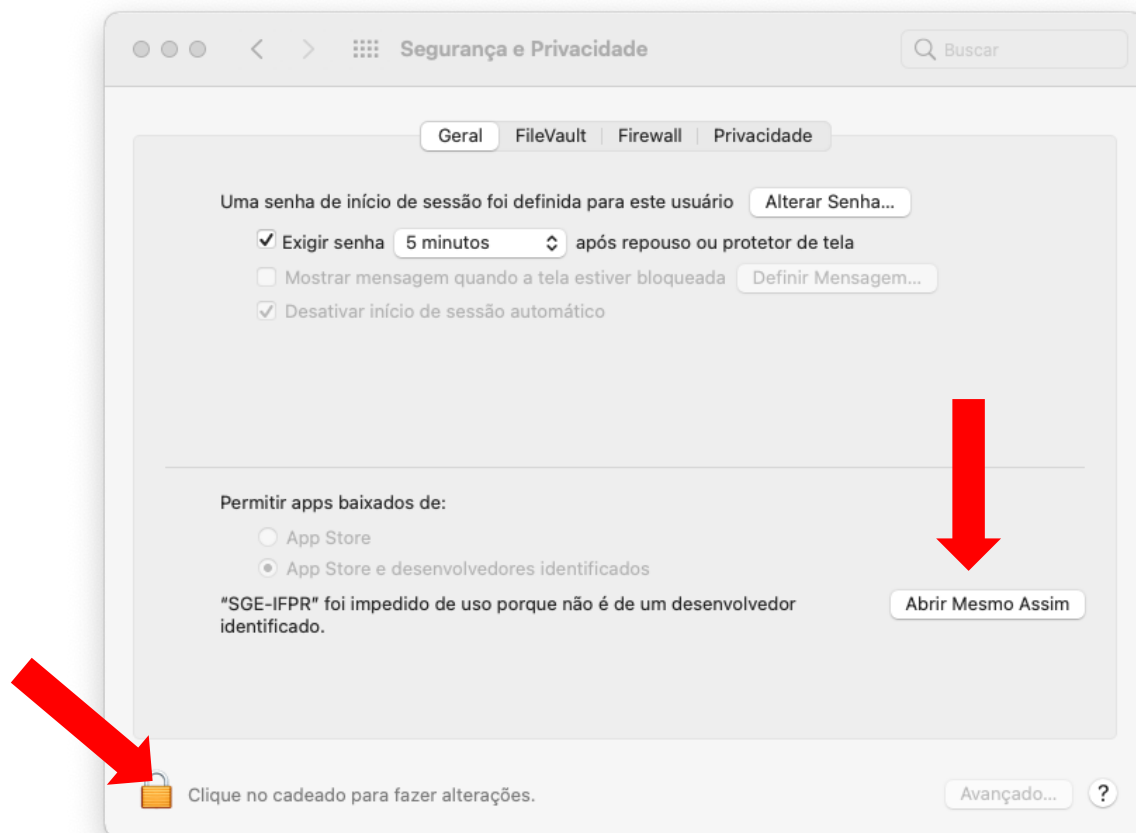 Segurança e Privacidade
Buscar
Geral FileVault Firewall Privacidade
Uma senha de início de sessão foi definida para este usuário Alterar Senha...
Exigir senha 5 minutos após repouso ou protetor de tela
Mostrar mensagem quando a tela estiver bloqueada Definir Mensagem...
Desativar início de sessão automático
Permitir apps baixados de:
App Store
App Store e desenvolvedores identificados
“SGE-IFPR” foi impedido de uso porque não é de um desenvolvedor
identificado.
Abrir Mesmo Assim
Clique no cadeado para fazer alterações.
Avançado... ?